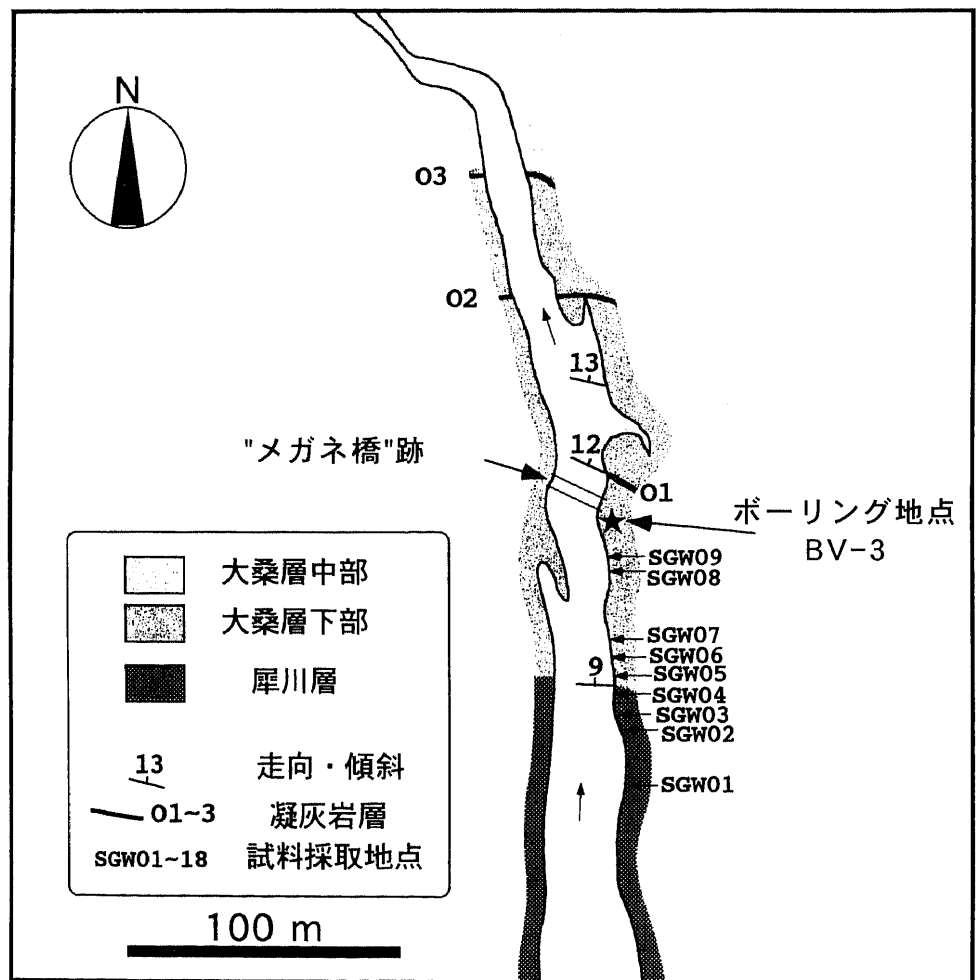 N
O3
O2
13
"メガネ橋"跡
12
O1
ボーリング地点
BV-3
SGW09
SGW08
SGW07
SGW06
9
SGW05
SGW04
SGW03
SGW02
SGW01
大桑層中部
大桑層下部
犀川層
13
走向・傾斜
O1~3
凝灰岩層
SGW01~18
試料採取地点
100 m